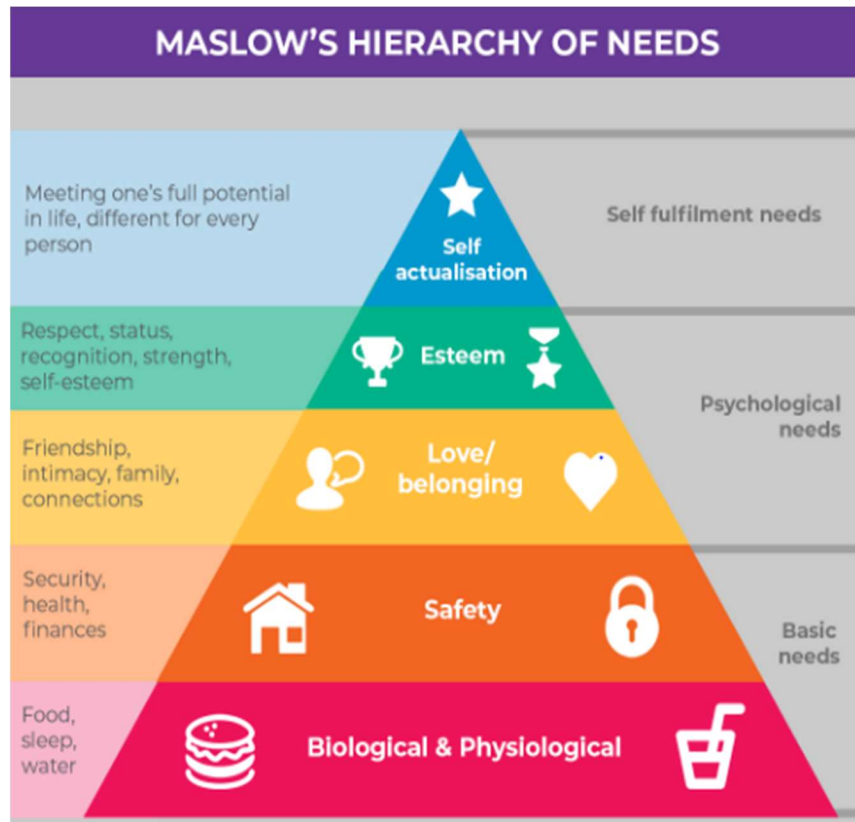 MASLOW'S HIERARCHY OF NEEDS
Meeting one's full potential
in life, different for every
person
Self
actualisation
Self fulfilment needs
Respect, status,
recognition, strength,
self-esteem
Esteem
Psychological
needs
Friendship,
intimacy, family,
connections
Love/
belonging
Security,
health,
finances
Safety
Basic
needs
Food,
sleep,
water
Biological & Physiological